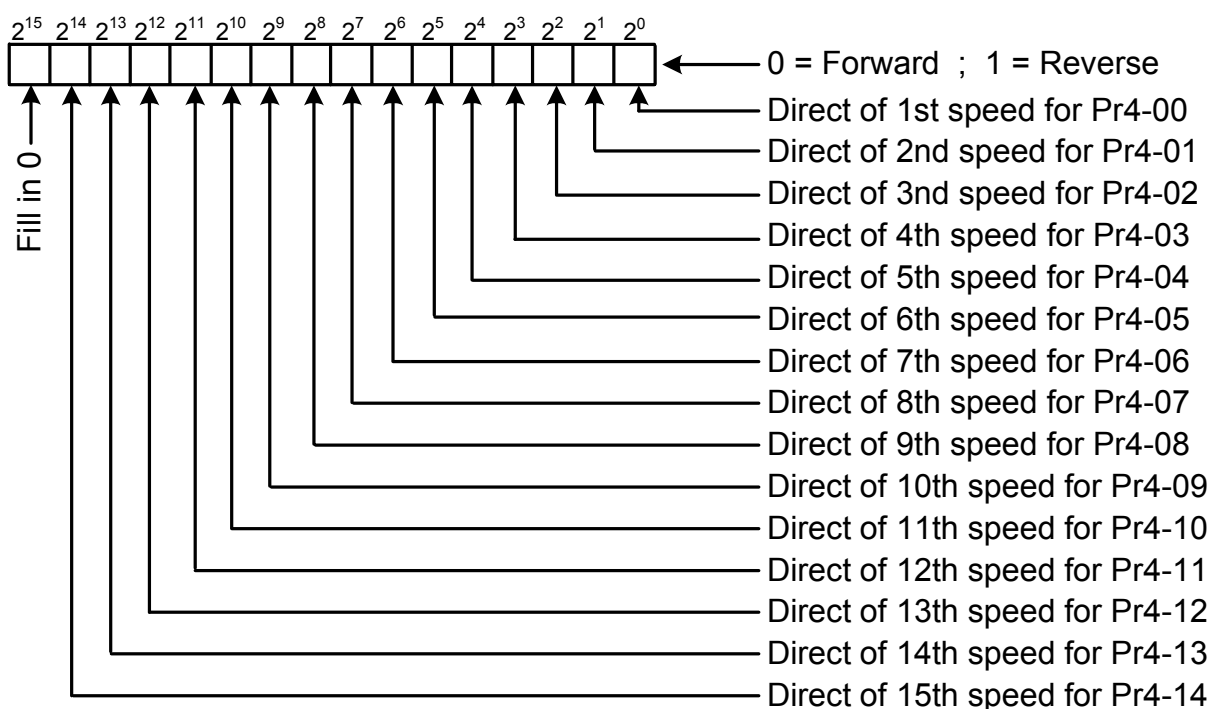 2¹⁵ 2¹⁴ 2¹³ 2¹² 2¹¹ 2¹⁰ 2⁹ 2⁸ 2⁷ 2⁶ 2⁵ 2⁴ 2³ 2² 2¹ 2⁰
0 = Forward ; 1 = Reverse
Direct of 1st speed for Pr4-00
Direct of 2nd speed for Pr4-01
Direct of 3nd speed for Pr4-02
Direct of 4th speed for Pr4-03
Direct of 5th speed for Pr4-04
Direct of 6th speed for Pr4-05
Direct of 7th speed for Pr4-06
Direct of 8th speed for Pr4-07
Direct of 9th speed for Pr4-08
Direct of 10th speed for Pr4-09
Direct of 11th speed for Pr4-10
Direct of 12th speed for Pr4-11
Direct of 13th speed for Pr4-12
Direct of 14th speed for Pr4-13
Direct of 15th speed for Pr4-14
Fill in 0